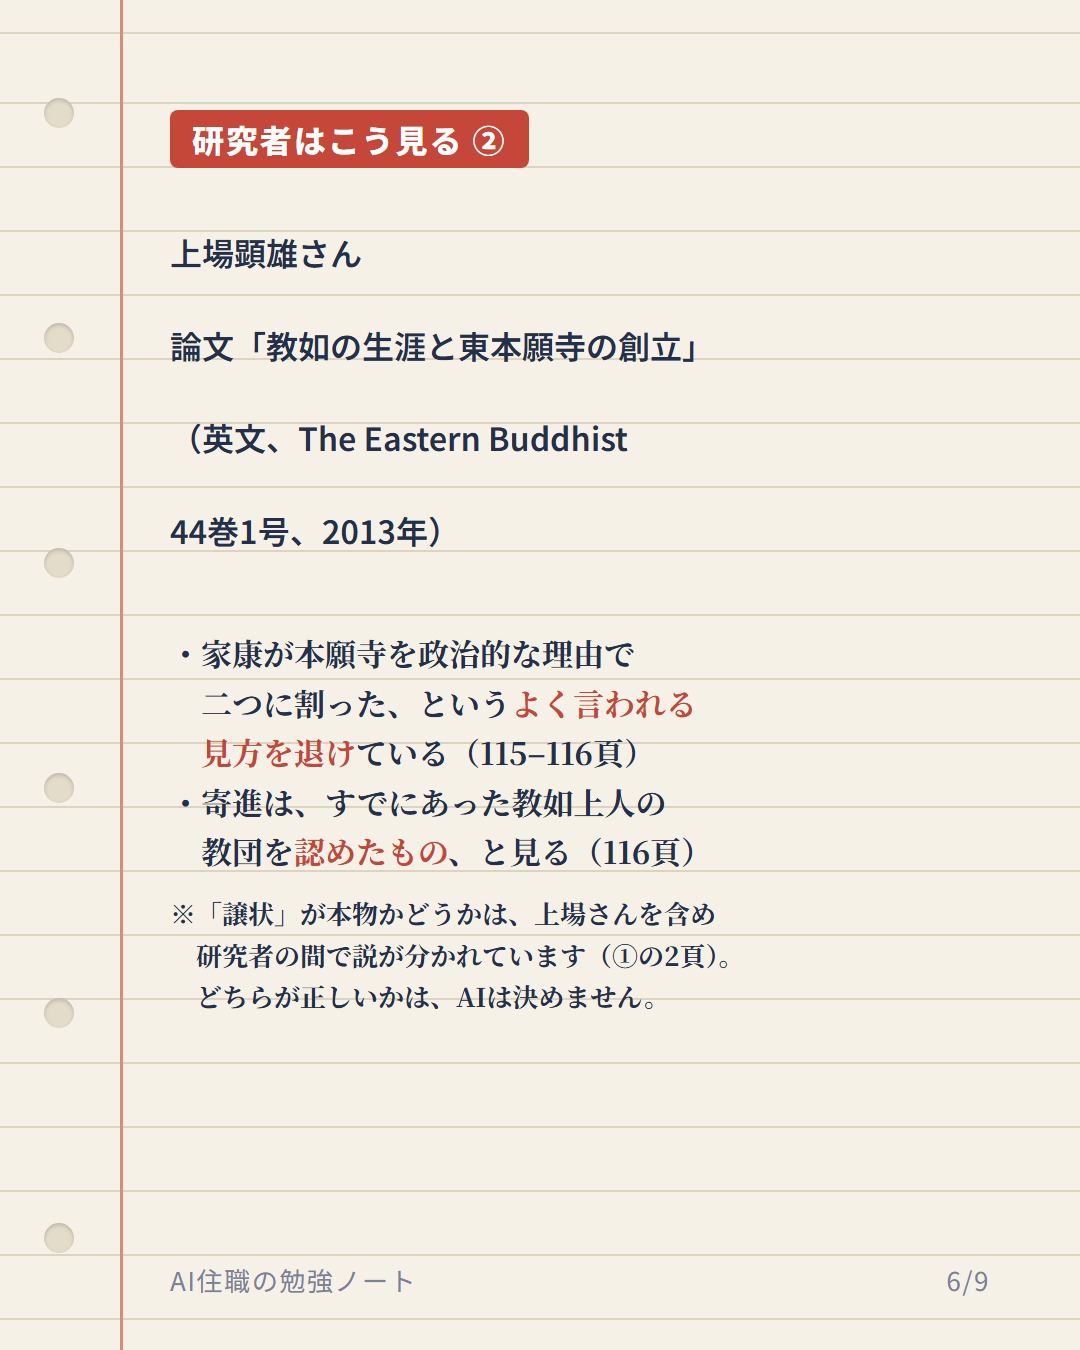 研究者はこう見る ②
上場顕雄さん
論文「教如の生涯と東本願寺の創立」
（英文、The Eastern Buddhist
44巻1号、2013年）
・家康が本願寺を政治的な理由で
二つに割った、というよく言われる
見方を退けている（115–116頁）
・寄進は、すでにあった教如上人の
教団を認めたもの、と見る（116頁）
※「譲状」が本物かどうかは、上場さんを含め
研究者の間で説が分かれています（①の2頁）。
どちらが正しいかは、AIは決めません。
AI住職の勉強ノート
6/9